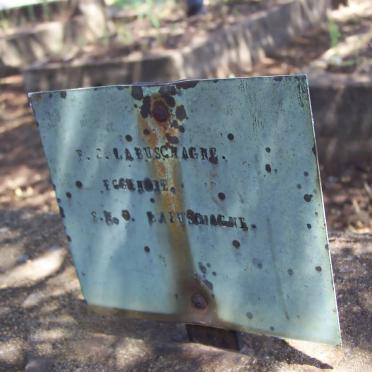 F. C. LABUSCHAGNE.
EGGENOTE.
S. M. O. LABUSCHAGNE.